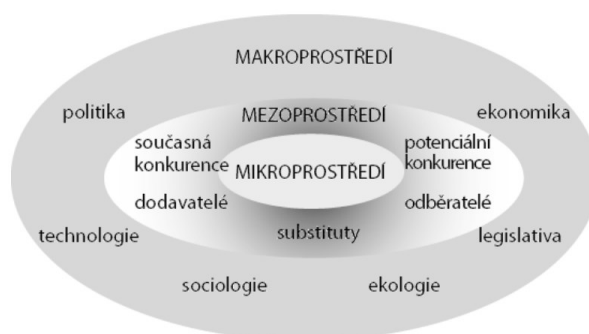 MAKROPROSTŘEDÍ
politika
MEZOPROSTŘEDÍ
ekonomika
současná
konkurence
potenciální
konkurence
MIKROPROSTŘEDÍ
dodavatelé
odběratelé
technologie
substituty
legislativa
sociologie
ekologie